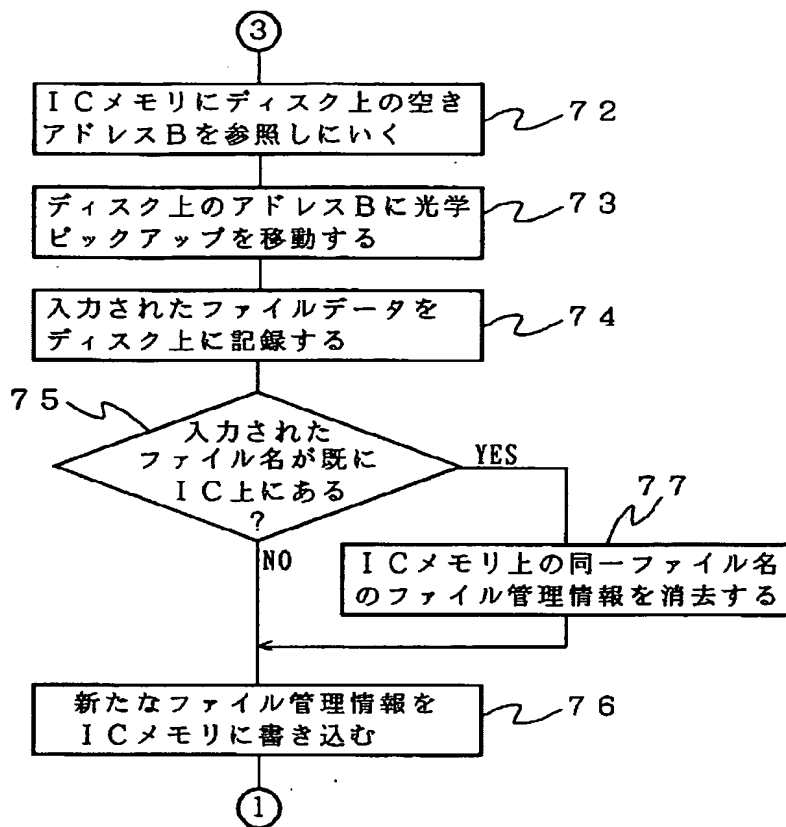 ③
ICメモリにディスク上の空き
アドレスBを参照しにいく
72
ディスク上のアドレスBに光学
ピックアップを移動する
73
入力されたファイルデータを
ディスク上に記録する
74
75
入力された
ファイル名が既に
IC上にある
?
YES
NO
77
ICメモリ上の同一ファイル名
のファイル管理情報を消去する
新たなファイル管理情報を
ICメモリに書き込む
76
①